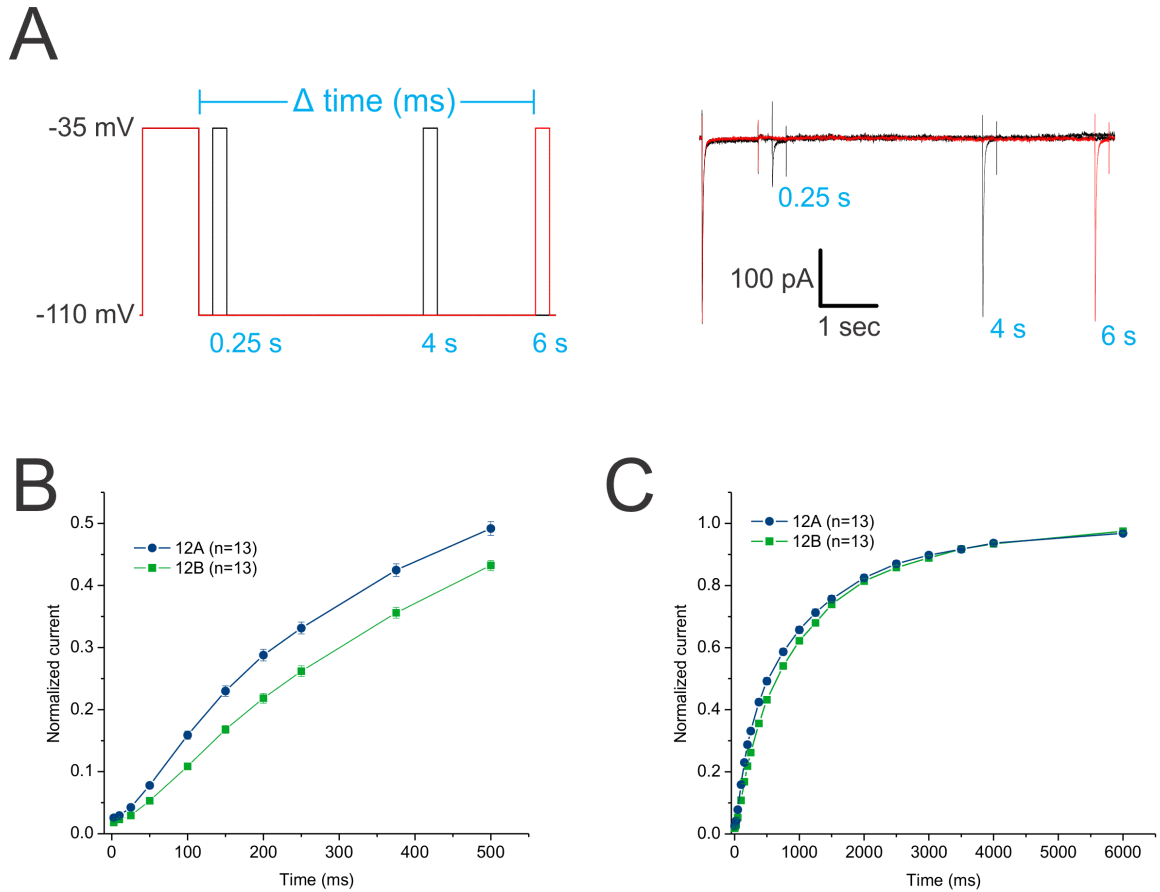 A
Δ time (ms)
-35 mV
-110 mV
0.25 s
4 s
6 s
0.25 s
100 pA
1 sec
4 s
6 s
B
12A (n=13)
12B (n=13)
Normalized current
0.5
0.4
0.3
0.2
0.1
0.0
0
100
200
300
400
500
Time (ms)
C
12A (n=13)
12B (n=13)
Normalized current
1.0
0.8
0.6
0.4
0.2
0.0
0
1000
2000
3000
4000
5000
6000
Time (ms)